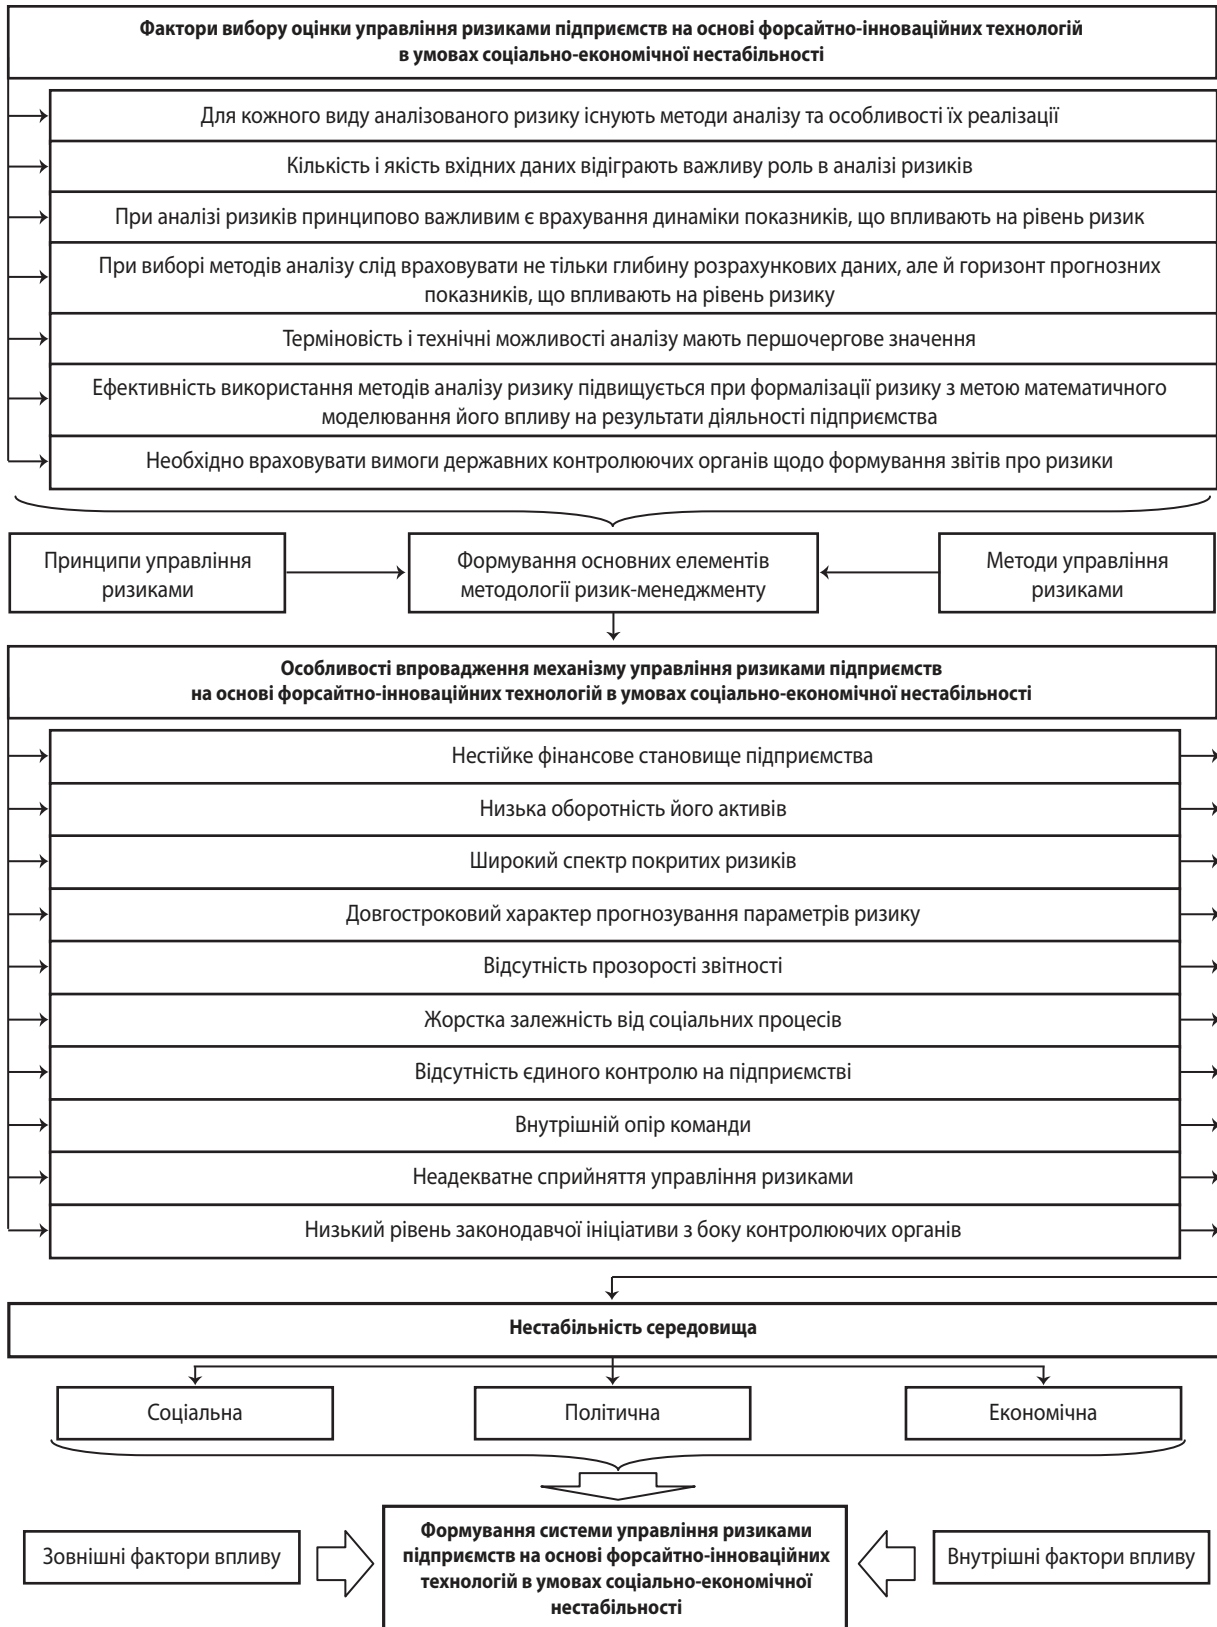 Фактори вибору оцінки управління ризиками підприємств на основі форсайтно-інноваційних технологій
в умовах соціально-економічної нестабільності
Для кожного виду аналізованого ризику існують методи аналізу та особливості їх реалізації
Кількість і якість вхідних даних відіграють важливу роль в аналізі ризиків
При аналізі ризиків принципово важливим є врахування динаміки показників, що впливають на рівень ризик
При виборі методів аналізу слід враховувати не тільки глибину розрахункових даних, але й горизонт прогнозних
показників, що впливають на рівень ризику
Терміновість і технічні можливості аналізу мають першочергове значення
Ефективність використання методів аналізу ризику підвищується при формалізації ризику з метою математичного
моделювання його впливу на результати діяльності підприємства
Необхідно враховувати вимоги державних контролюючих органів щодо формування звітів про ризики
Принципи управління
ризиками
Формування основних елементів
методології ризик-менеджменту
Методи управління
ризиками
Особливості впровадження механізму управління ризиками підприємств
на основі форсайтно-інноваційних технологій в умовах соціально-економічної нестабільності
Нестійке фінансове становище підприємства
Низька оборотність його активів
Широкий спектр покритих ризиків
Довгостроковий характер прогнозування параметрів ризику
Відсутність прозорості звітності
Жорстка залежність від соціальних процесів
Відсутність єдиного контролю на підприємстві
Внутрішній опір команди
Неадекватне сприйняття управління ризиками
Низький рівень законодавчої ініціативи з боку контролюючих органів
Нестабільність середовища
Соціальна
Політична
Економічна
Зовнішні фактори впливу
Формування системи управління ризиками
підприємств на основі форсайтно-інноваційних
технологій в умовах соціально-економічної
нестабільності
Внутрішні фактори впливу